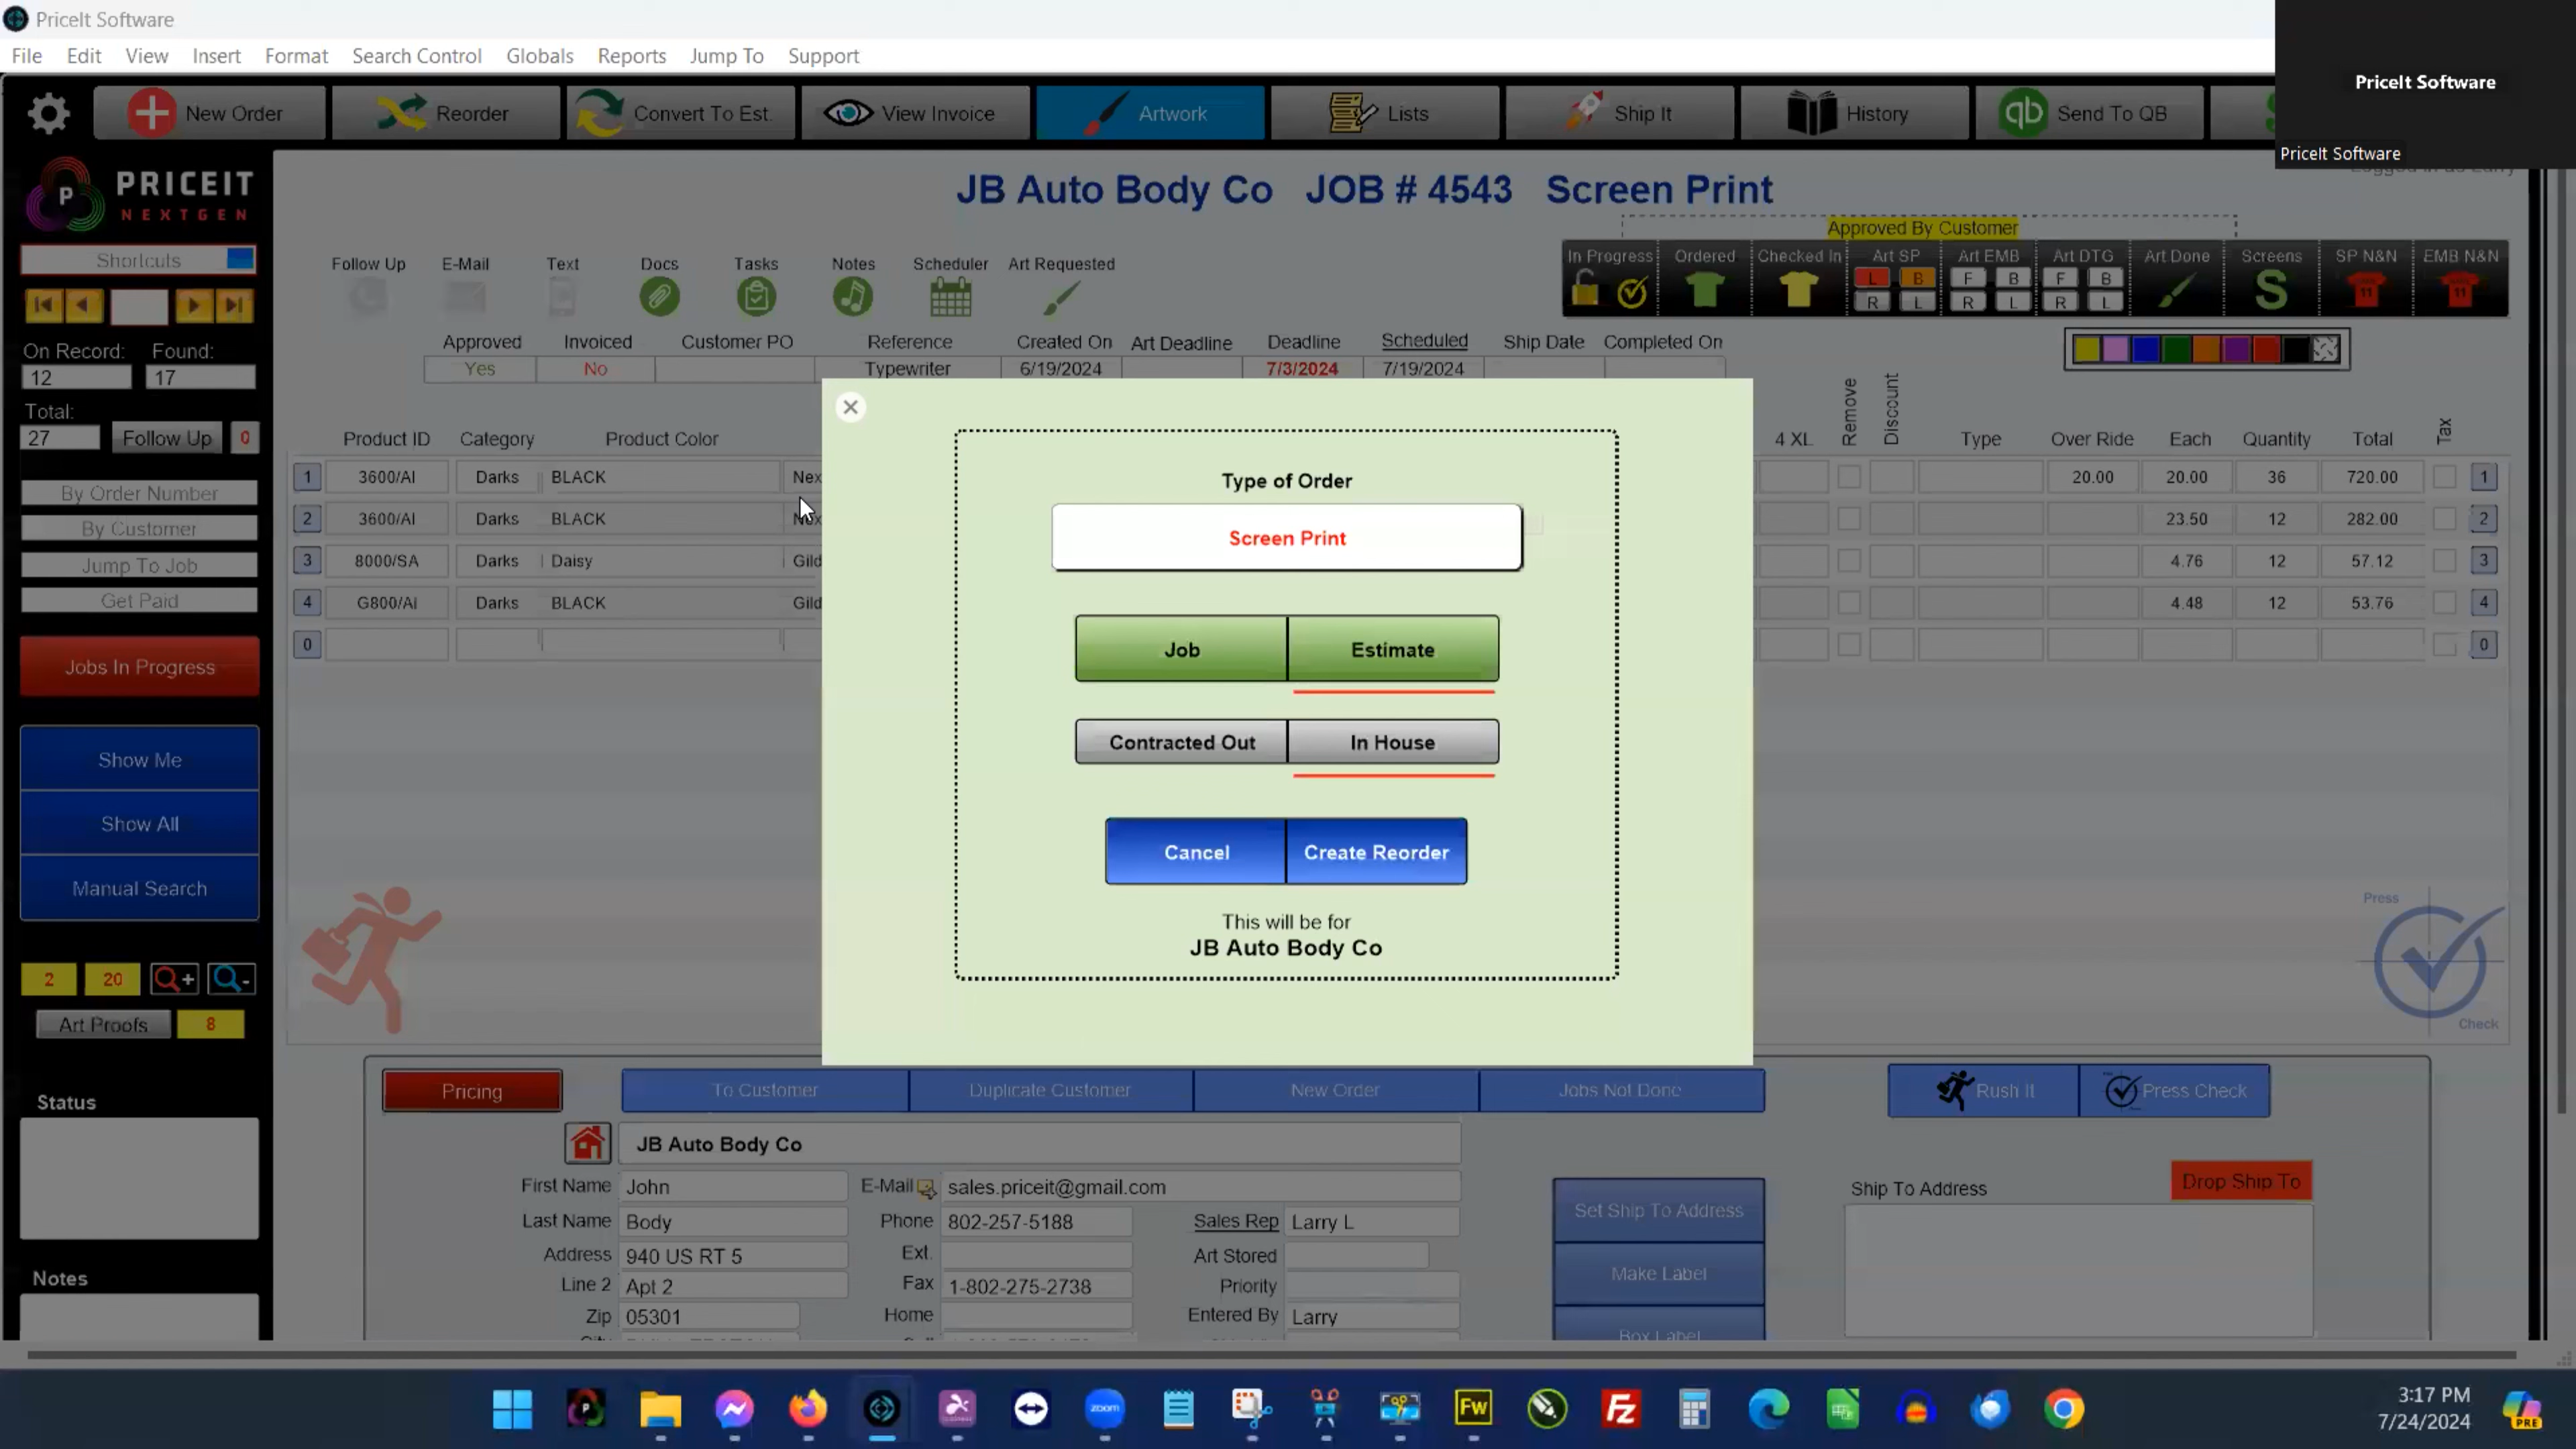 PriceIt Software
File Edit View Insert Format Search Control Globals Reports Jump To Support
PriceIt Software
PriceIt Software
New Order Reorder Convert To Est. View Invoice Artwork Lists Ship It History qb Send To QB
P PRICEIT
NEXTGEN
JB Auto Body Co JOB # 4543 Screen Print
Approved By Customer
Shortcuts
Follow Up E-Mail Text Docs Tasks Notes Scheduler Art Requested
In Progress Ordered Checked In Art SP Art EMB Art DTG Art Done Screens SP N&N EMB N&N
L B F B F B
R L R L R L
S 11 11
On Record: Found:
12 17
Approved Invoiced Customer PO Reference Created On Art Deadline Deadline Scheduled Ship Date Completed On
Yes No Typewriter 6/19/2024 7/3/2024 7/19/2024
Total:
27 Follow Up 0
Product ID Category Product Color 4 XL Remove Discount Type Over Ride Each Quantity Total Tax
1 3600/AI Darks BLACK Nex 20.00 20.00 36 720.00 1
2 3600/AI Darks BLACK Nex 23.50 12 282.00 2
3 8000/SA Darks Daisy Gild 4.76 12 57.12 3
4 G800/AI Darks BLACK Gild 4.48 12 53.76 4
0 0
By Order Number
By Customer
Jump To Job
Get Paid
Jobs In Progress
Show Me
Show All
Manual Search
2 20 + -
Art Proofs 8
Status
Notes
Type of Order
Screen Print
Job Estimate
Contracted Out In House
Cancel Create Reorder
This will be for
JB Auto Body Co
Press
Check
Pricing To Customer Duplicate Customer New Order Jobs Not Done Rush It Press Check
JB Auto Body Co
First Name John E-Mail sales.priceit@gmail.com
Last Name Body Phone 802-257-5188 Sales Rep Larry L
Address 940 US RT 5 Ext. Art Stored
Line 2 Apt 2 Fax 1-802-275-2738 Priority
Zip 05301 Home Entered By Larry
Set Ship To Address
Make Label
Box Label
Ship To Address Drop Ship To
P zoom Fw Fz
3:17 PM
7/24/2024
PRE